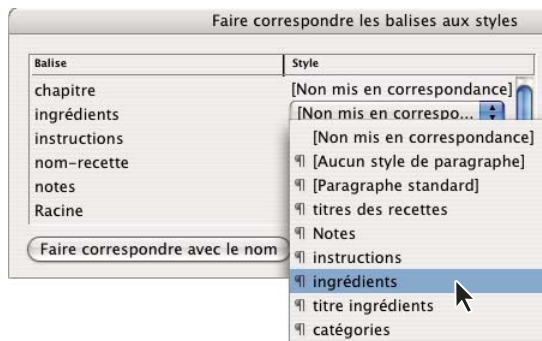 Faire correspondre les balises aux styles
Balise Style
chapitre [Non mis en correspondance]
ingrédients [Non mis en correspo...
instructions
nom-recette
notes
Racine
Faire correspondre avec le nom
[Non mis en correspondance]
¶ [Aucun style de paragraphe]
¶ [Paragraphe standard]
¶ titres des recettes
¶ Notes
¶ instructions
¶ ingrédients
¶ titre ingrédients
¶ catégories